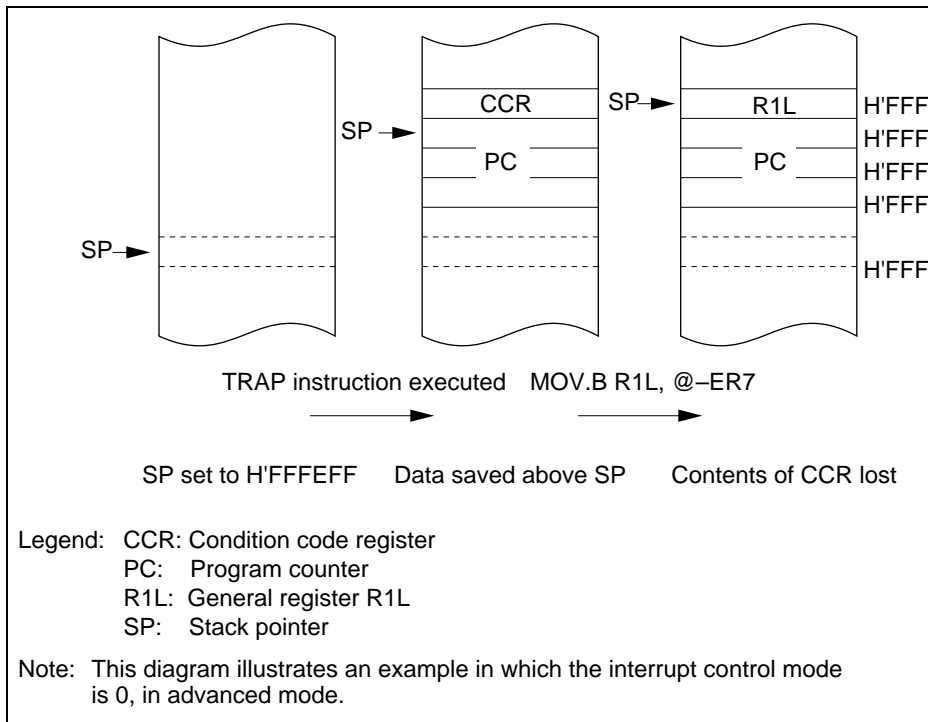 CCR
SP
R1L
H'FFF
SP
H'FFF
PC
PC
H'FFF
H'FFF
SP
H'FFF
TRAP instruction executed
MOV.B R1L, @–ER7
SP set to H'FFFEFF
Data saved above SP
Contents of CCR lost
Legend: CCR: Condition code register
PC: Program counter
R1L: General register R1L
SP: Stack pointer
Note: This diagram illustrates an example in which the interrupt control mode
is 0, in advanced mode.